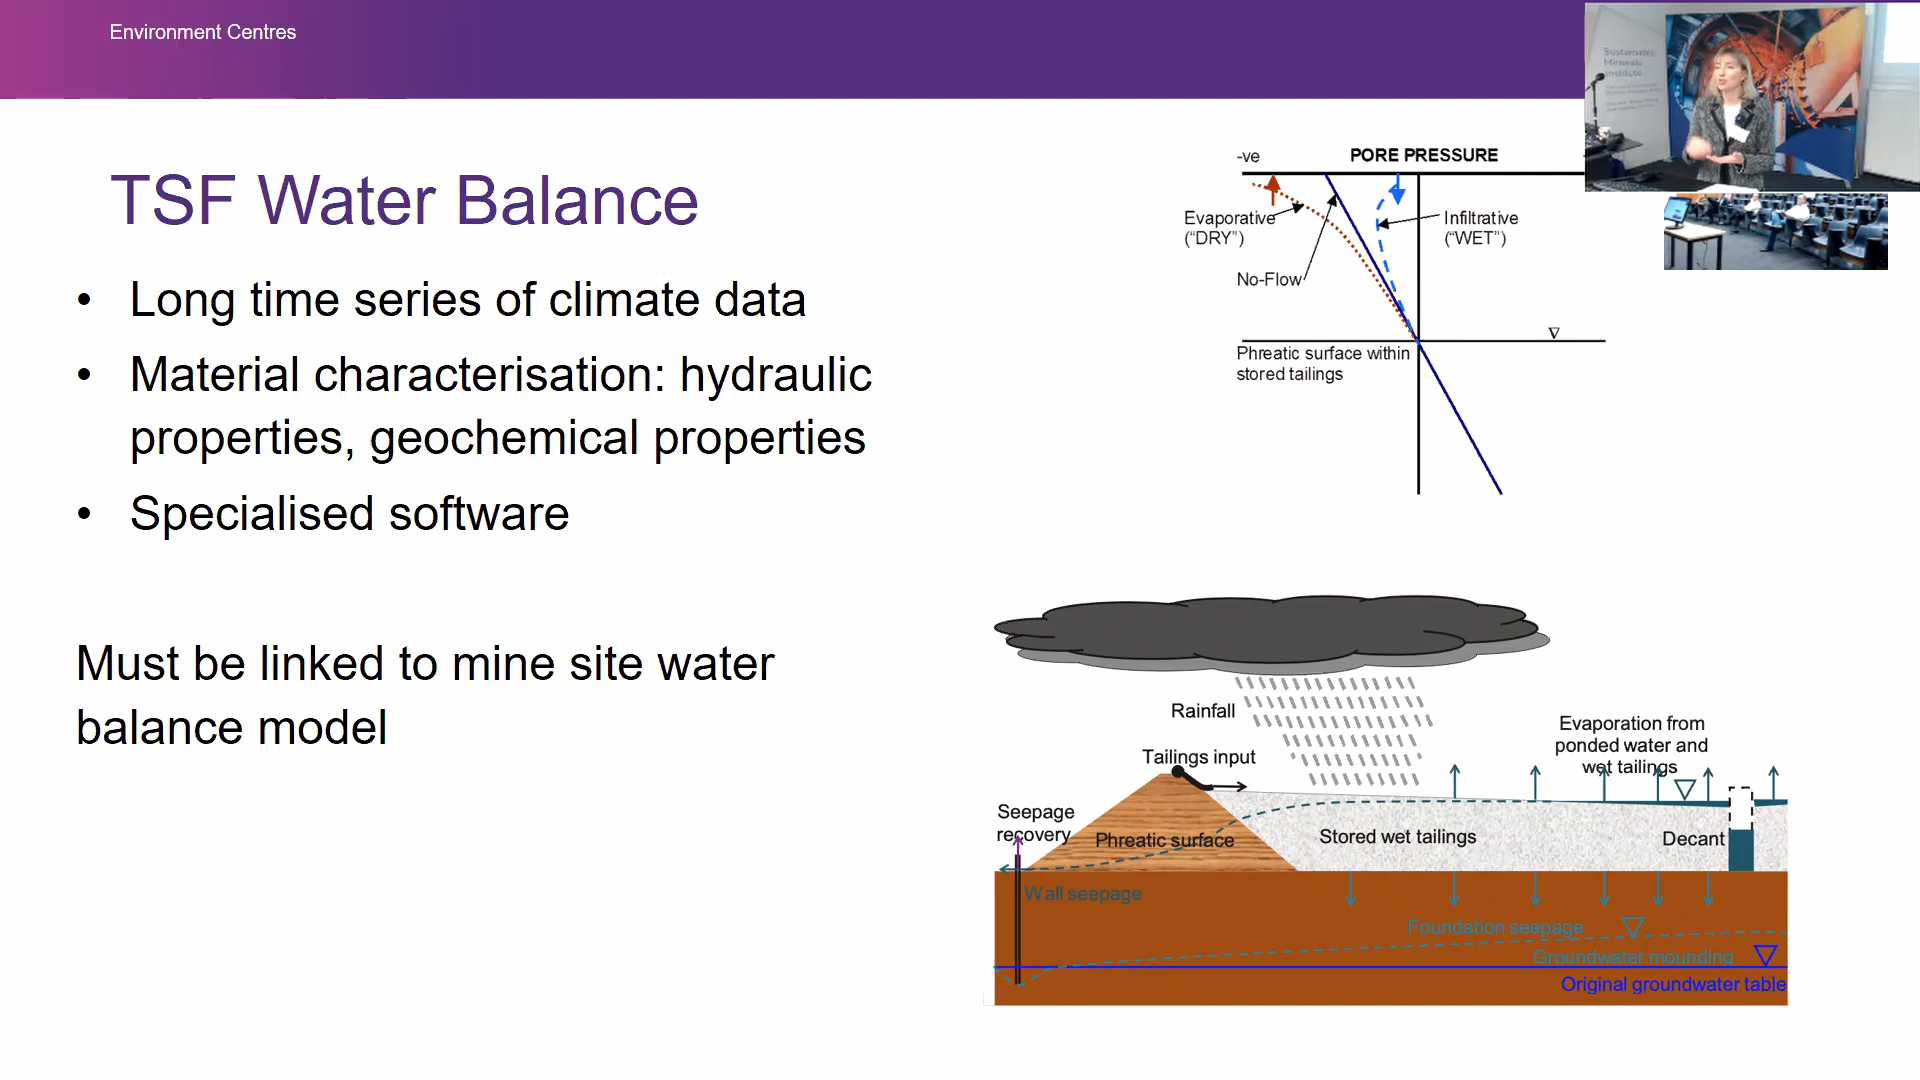 Environment Centres
Sustainable
Minerals
Institute
TSF Water Balance
• Long time series of climate data
• Material characterisation: hydraulic
properties, geochemical properties
• Specialised software
Must be linked to mine site water
balance model
-ve
PORE PRESSURE
Evaporative
(“DRY”)
Infiltrative
(“WET”)
No-Flow
Phreatic surface within
stored tailings
Rainfall
Tailings input
Evaporation from
ponded water and
wet tailings
Seepage
recovery
Phreatic surface
Stored wet tailings
Decant
Wall seepage
Foundation seepage
Groundwater mounding
Original groundwater table